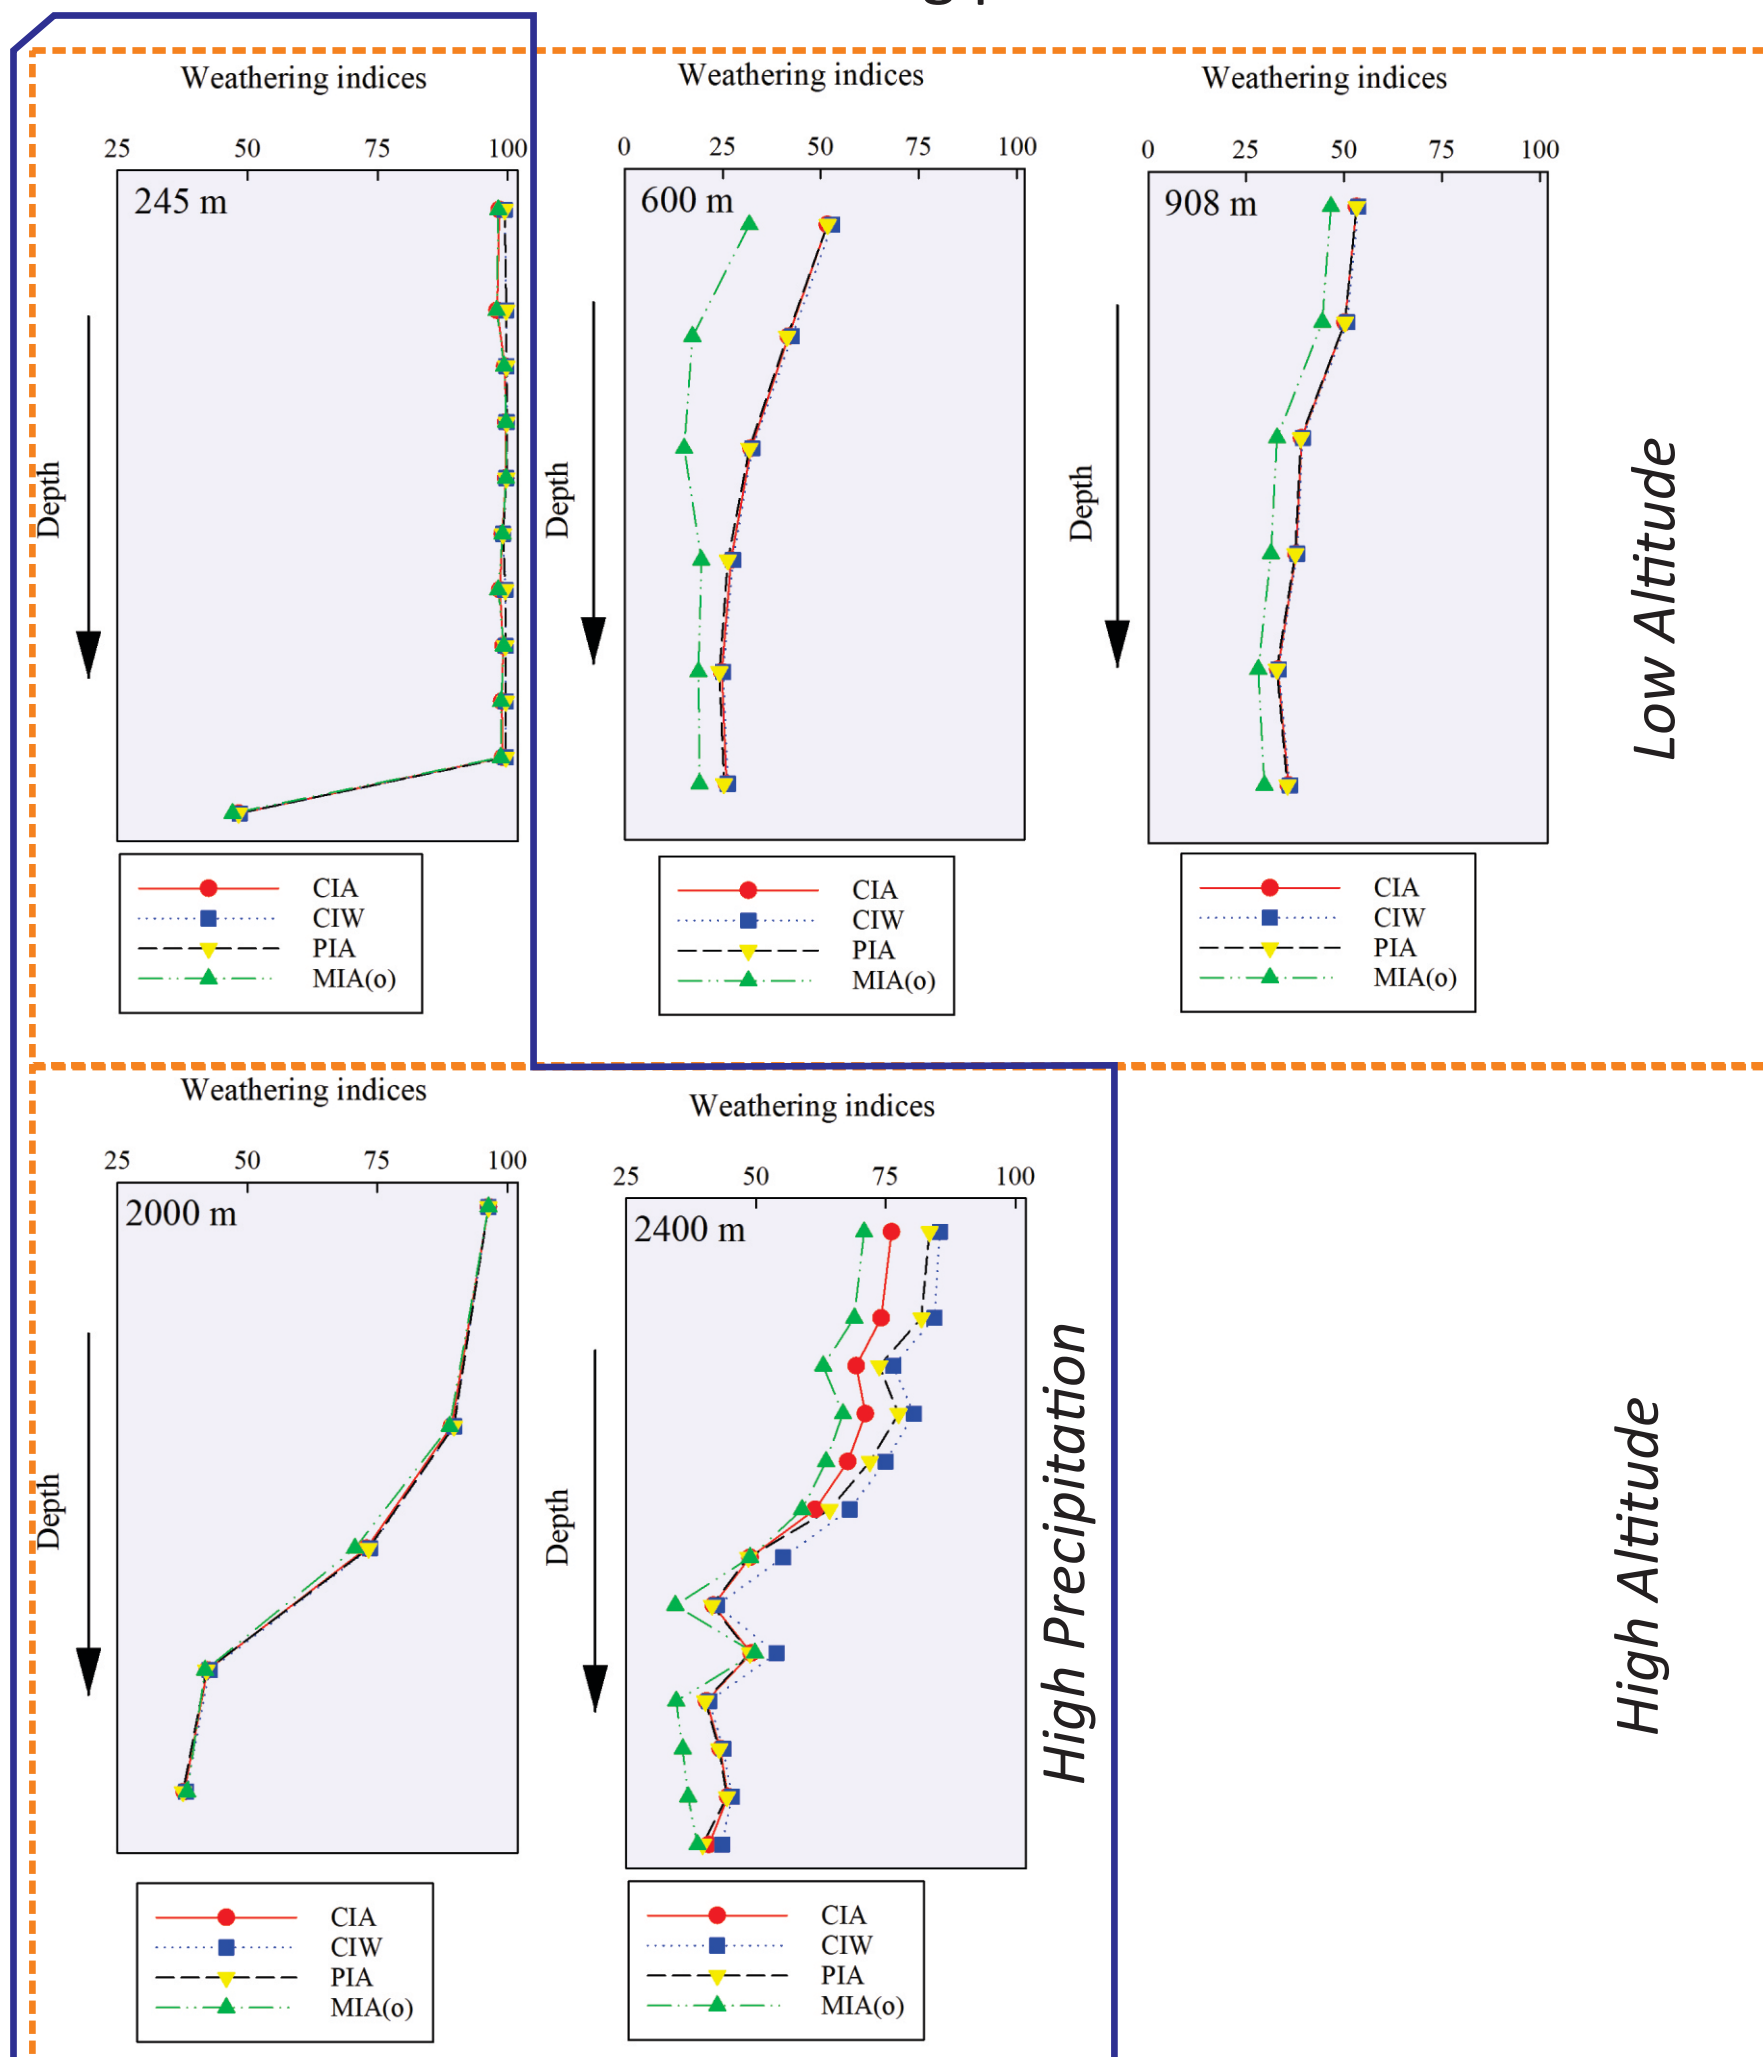 Weathering indices
25 50 75 100
245 m
Depth
CIA
CIW
PIA
MIA(o)
Weathering indices
0 25 50 75 100
600 m
Depth
CIA
CIW
PIA
MIA(o)
Weathering indices
0 25 50 75 100
908 m
Depth
CIA
CIW
PIA
MIA(o)
Low Altitude
Weathering indices
25 50 75 100
2000 m
Depth
CIA
CIW
PIA
MIA(o)
Weathering indices
25 50 75 100
2400 m
Depth
CIA
CIW
PIA
MIA(o)
High Precipitation
High Altitude